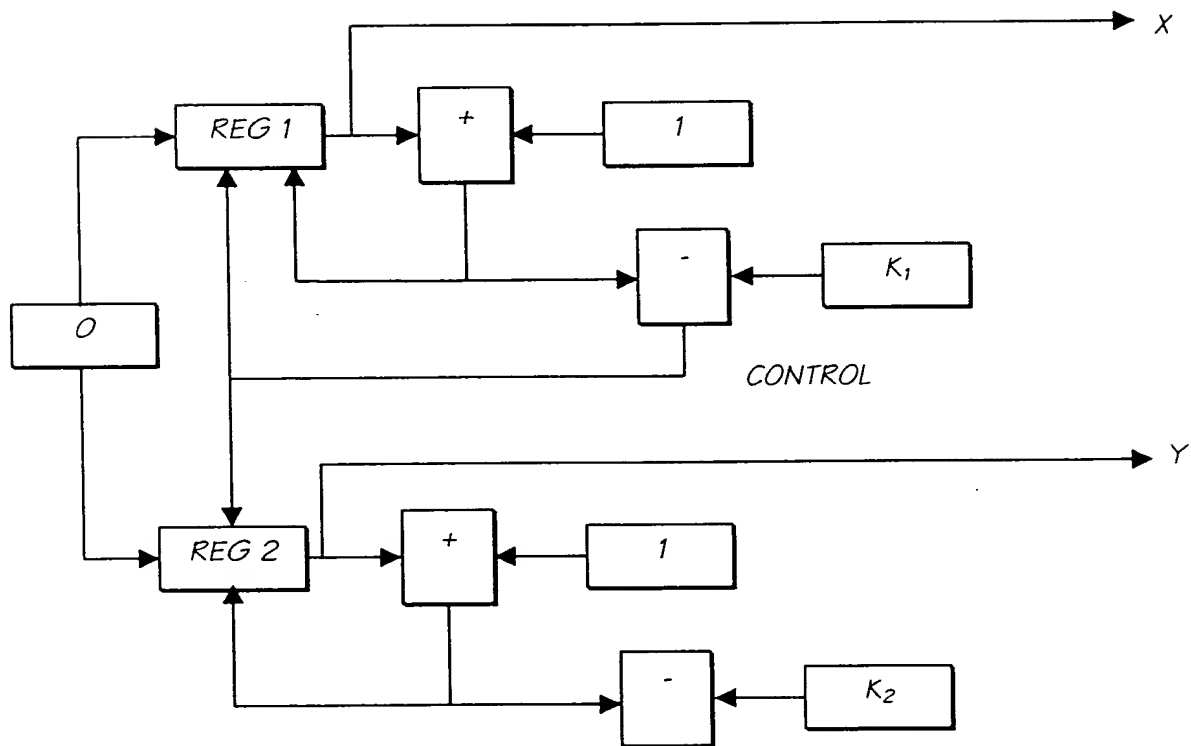 X
REG 1
+
1
-
K₁
O
CONTROL
Y
REG 2
+
1
-
K₂